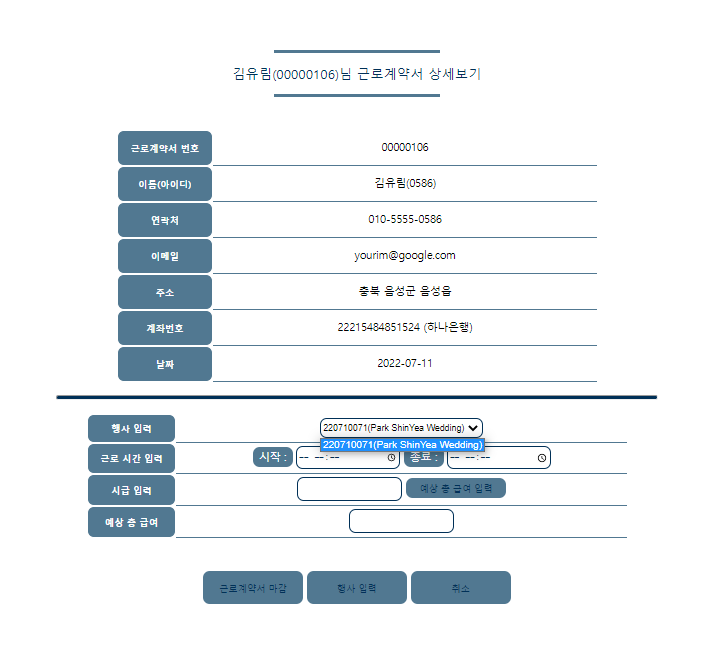 김유림(00000106)님 근로계약서 상세보기
근로계약서 번호 00000106
이름(아이디) 김유림(0586)
연락처 010-5555-0586
이메일 yourim@google.com
주소 충북 음성군 음성읍
계좌번호 22215484851524 (하나은행)
날짜 2022-07-11
행사 입력 220710071(Park ShinYea Wedding)
220710071(Park ShinYea Wedding)
근로 시간 입력 시작 : -- --:-- 종료 : -- --:--
시급 입력 예상 총 급여 입력
예상 총 급여
근로계약서 마감 행사 입력 취소